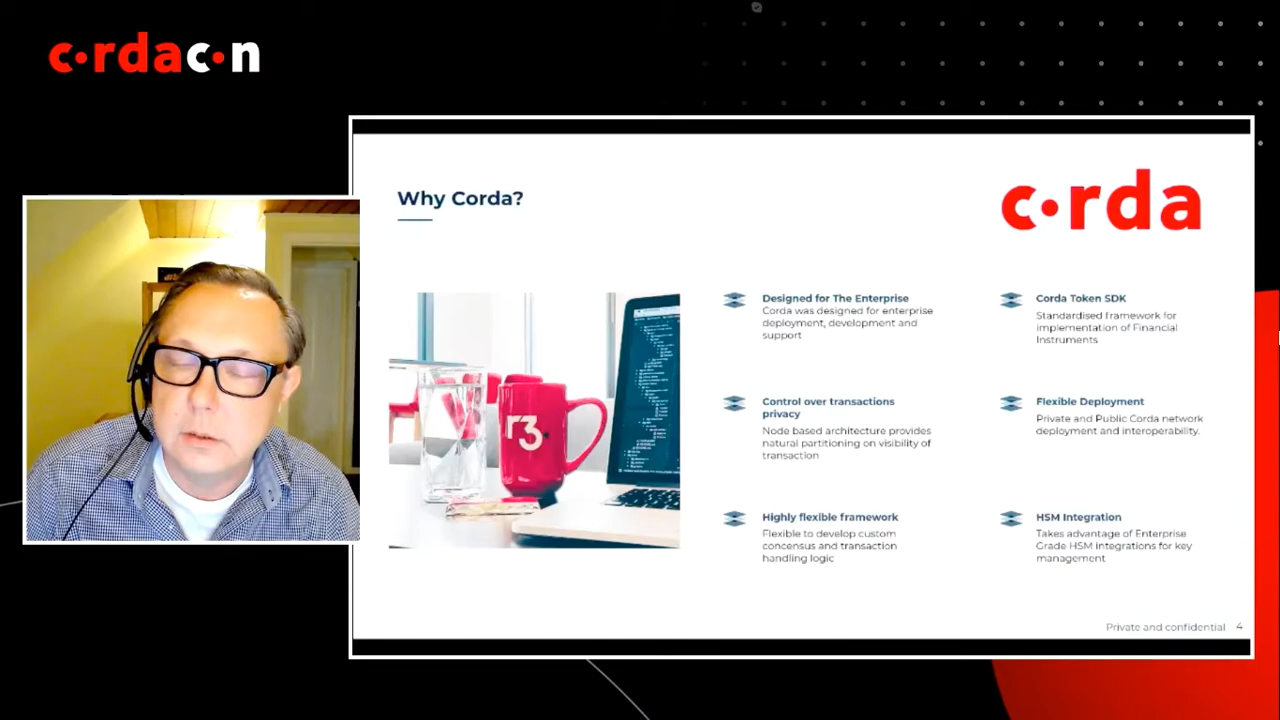 cordacon
Why Corda?
corda
r3.
Designed for The Enterprise
Corda was designed for enterprise
deployment, development and
support
Control over transactions
privacy
Node based architecture provides
natural partitioning on visibility of
transaction
Highly flexible framework
Flexible to develop custom
concensus and transaction
handling logic
Corda Token SDK
Standardised framework for
implementation of Financial
Instruments
Flexible Deployment
Private and Public Corda network
deployment and interoperability.
HSM Integration
Takes advantage of Enterprise
Grade HSM integrations for key
management
Private and confidential 4